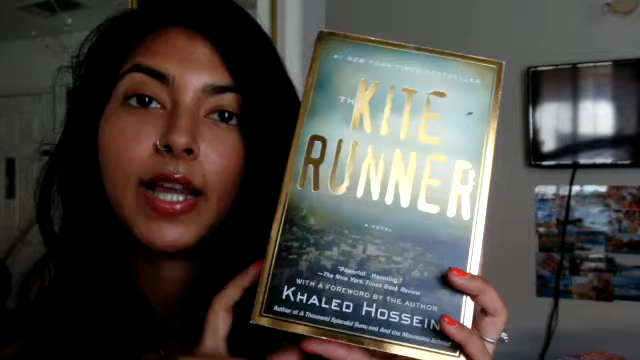 #1 NEW YORK TIMES BESTSELLER
THE
KITE
RUNNER
A NOVEL
"Powerful...Haunting."
—The New York Times Book Review
WITH A FOREWORD BY THE AUTHOR
KHALED HOSSEIN
Author of A Thousand Splendid Suns and And the Mountains Echoed